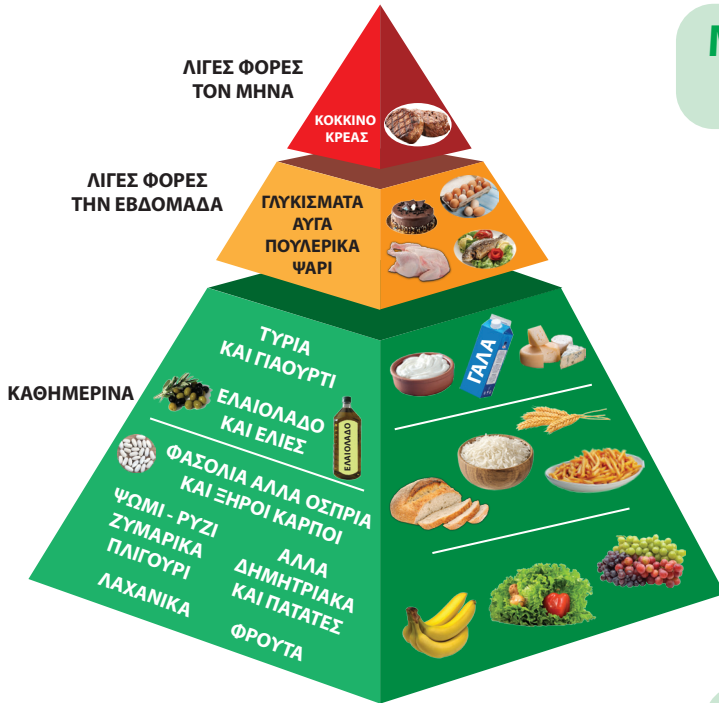 ΛΙΓΕΣ ΦΟΡΕΣ
ΤΟΝ ΜΗΝΑ
ΚΟΚΚΙΝΟ
ΚΡΕΑΣ
ΛΙΓΕΣ ΦΟΡΕΣ
ΤΗΝ ΕΒΔΟΜΑΔΑ
ΓΛΥΚΙΣΜΑΤΑ
ΑΥΓΑ
ΠΟΥΛΕΡΙΚΑ
ΨΑΡΙ
ΚΑΘΗΜΕΡΙΝΑ
ΤΥΡΙΑ
ΚΑΙ ΓΙΑΟΥΡΤΙ
ΓΑΛΑ
ΕΛΑΙΟΛΑΔΟ
ΚΑΙ ΕΛΙΕΣ
ΕΛΑΙΟΛΑΔΟ
ΦΑΣΟΛΙΑ ΑΛΛΑ ΟΣΠΡΙΑ
ΚΑΙ ΞΗΡΟΙ ΚΑΡΠΟΙ
ΨΩΜΙ - ΡΥΖΙ
ΖΥΜΑΡΙΚΑ
ΠΛΙΓΟΥΡΙ
ΑΛΛΑ
ΔΗΜΗΤΡΙΑΚΑ
ΚΑΙ ΠΑΤΑΤΕΣ
ΛΑΧΑΝΙΚΑ
ΦΡΟΥΤΑ